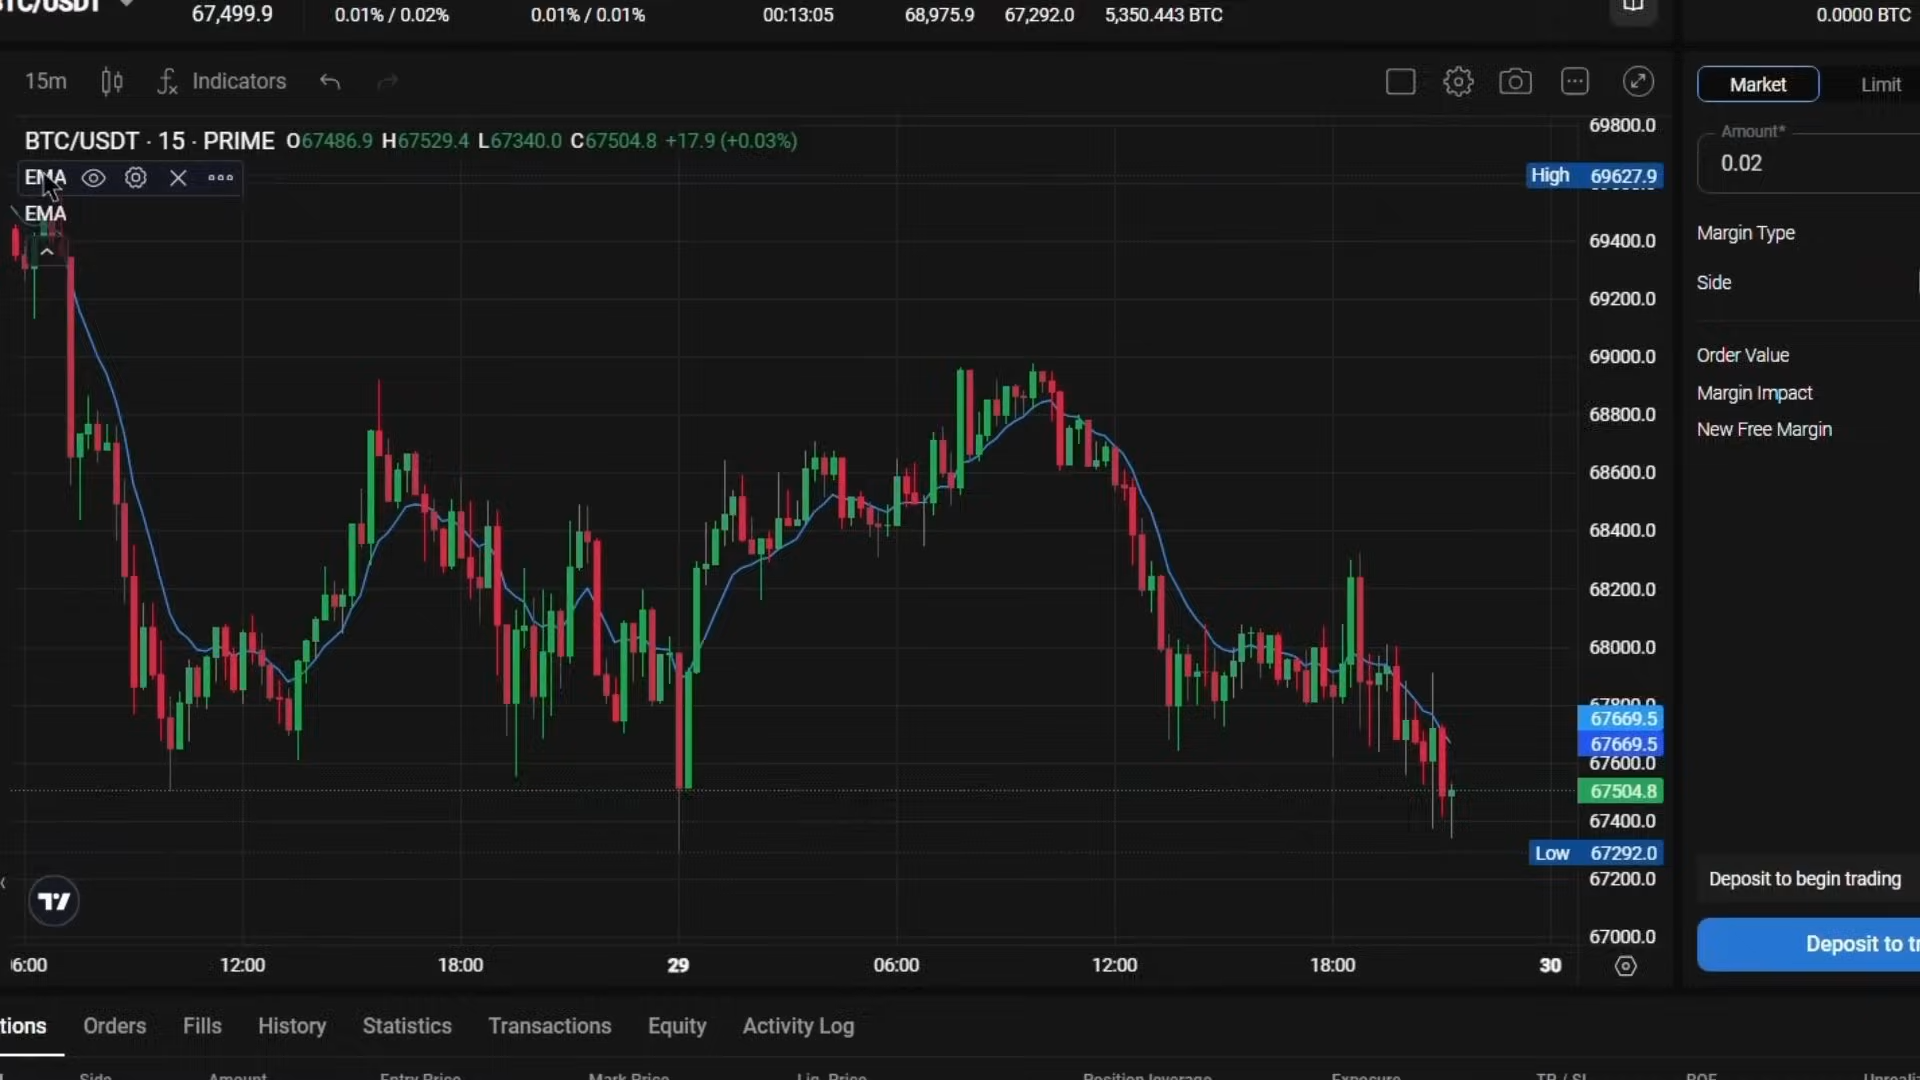 BTC/USDT
67,499.9 0.01% / 0.02% 0.01% / 0.01% 00:13:05 68,975.9 67,292.0 5,350.443 BTC 0.0000 BTC
15m Indicators
Market Limit
BTC/USDT · 15 · PRIME O67486.9 H67529.4 L67340.0 C67504.8 +17.9 (+0.03%)
EMA
EMA
69800.0
High 69627.9
69400.0
69200.0
69000.0
68800.0
68600.0
68400.0
68200.0
68000.0
67800.0
67669.5
67669.5
67600.0
67504.8
67400.0
Low 67292.0
67200.0
67000.0
Amount*
0.02
Margin Type
Side
Order Value
Margin Impact
New Free Margin
Deposit to begin trading
Deposit to tr
06:00 12:00 18:00 29 06:00 12:00 18:00 30
tions Orders Fills History Statistics Transactions Equity Activity Log
Side Amount Entry Price Mark Price Liq. Price Position leverage Exposure TP / SL ROE Unrealiz